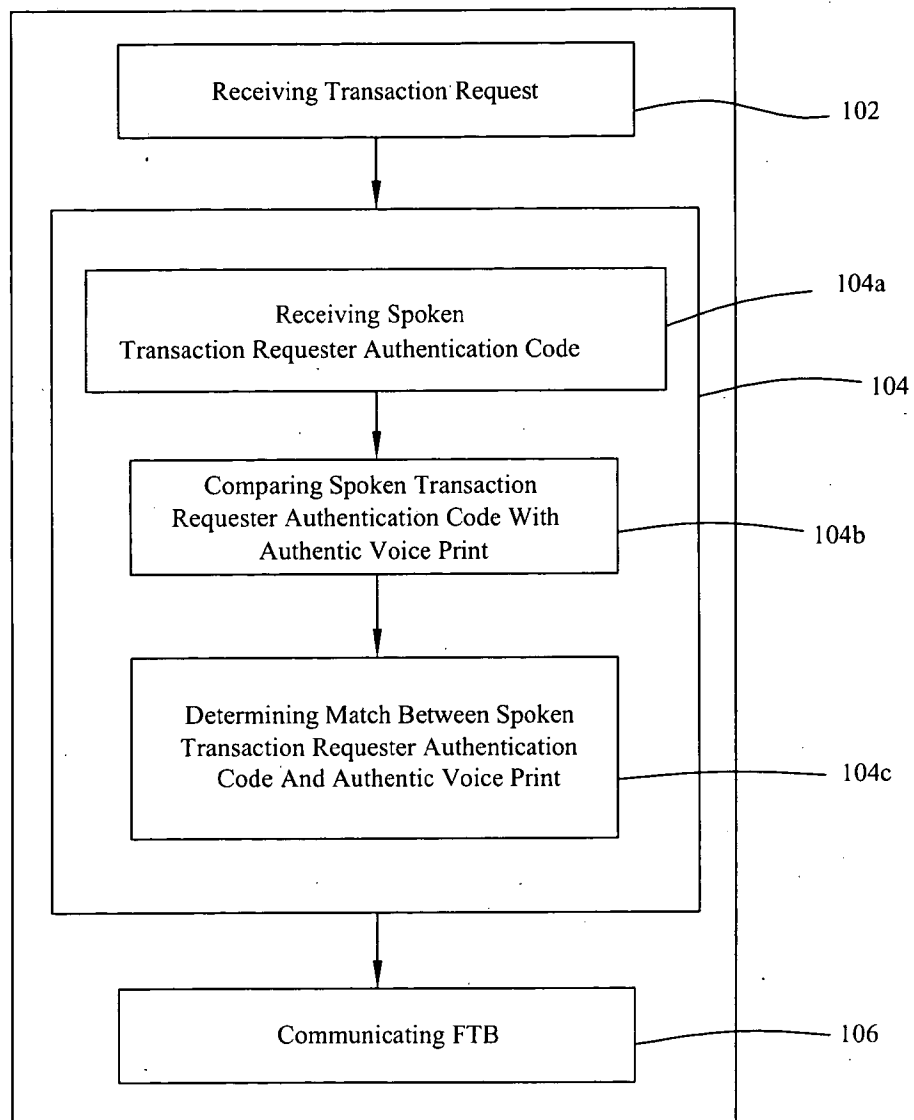 Receiving Transaction Request
102
Receiving Spoken
Transaction Requester Authentication Code
104a
104
Comparing Spoken Transaction
Requester Authentication Code With
Authentic Voice Print
104b
Determining Match Between Spoken
Transaction Requester Authentication
Code And Authentic Voice Print
104c
Communicating FTB
106